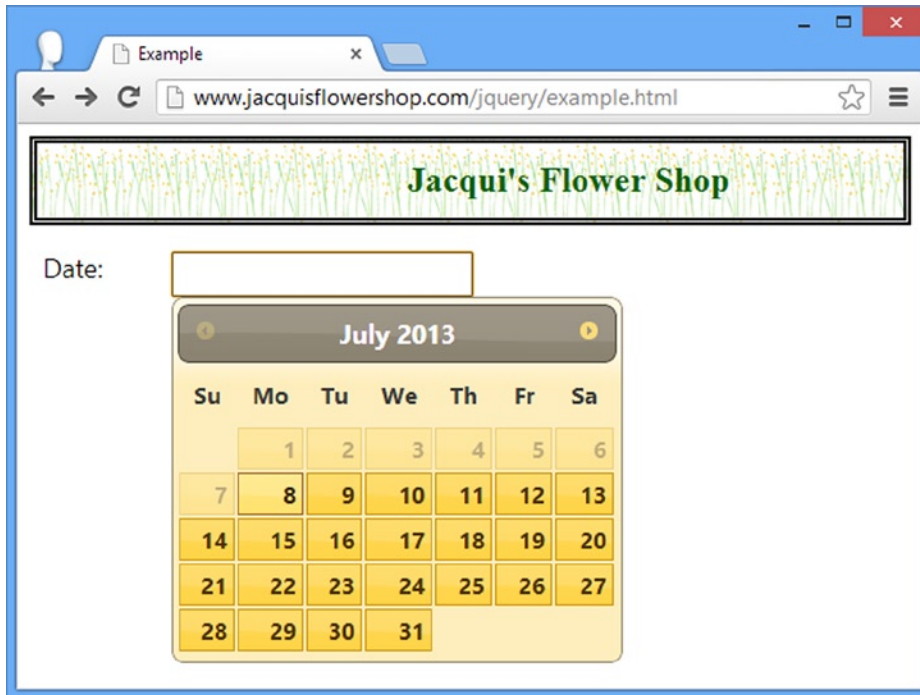 Example
www.jacquisflowershop.com/jquery/example.html
Jacqui's Flower Shop
Date:
July 2013
Su Mo Tu We Th Fr Sa
1 2 3 4 5 6
7 8 9 10 11 12 13
14 15 16 17 18 19 20
21 22 23 24 25 26 27
28 29 30 31